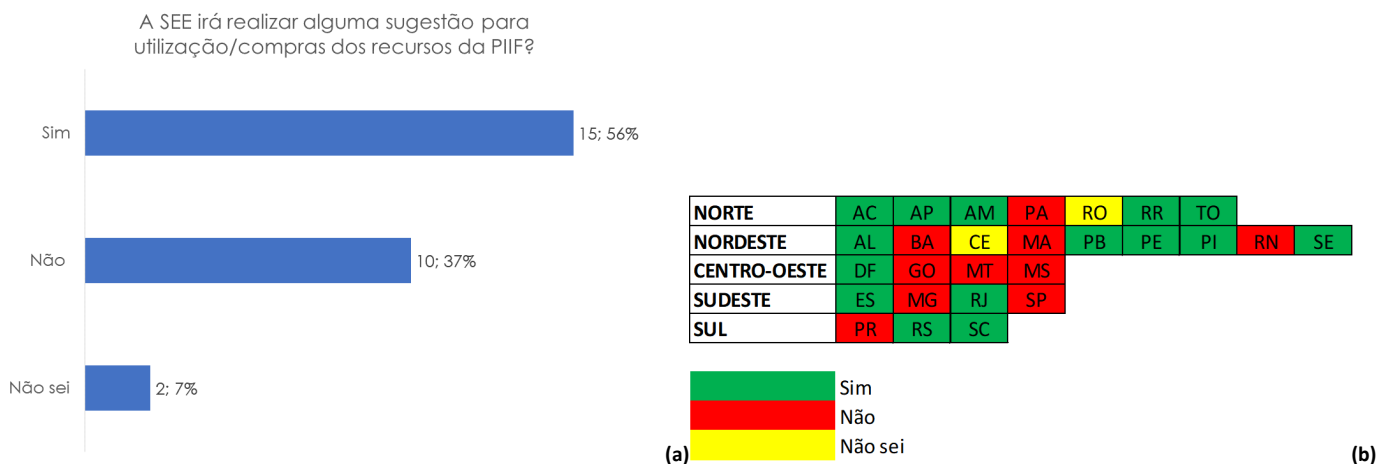 A SEE irá realizar alguma sugestão para
utilização/compras dos recursos da PIIF?
Sim 15; 56%
Não 10; 37%
Não sei 2; 7%
(a)
NORTE AC AP AM PA RO RR TO
NORDESTE AL BA CE MA PB PE PI RN SE
CENTRO-OESTE DF GO MT MS
SUDESTE ES MG RJ SP
SUL PR RS SC
Sim
Não
Não sei
(b)